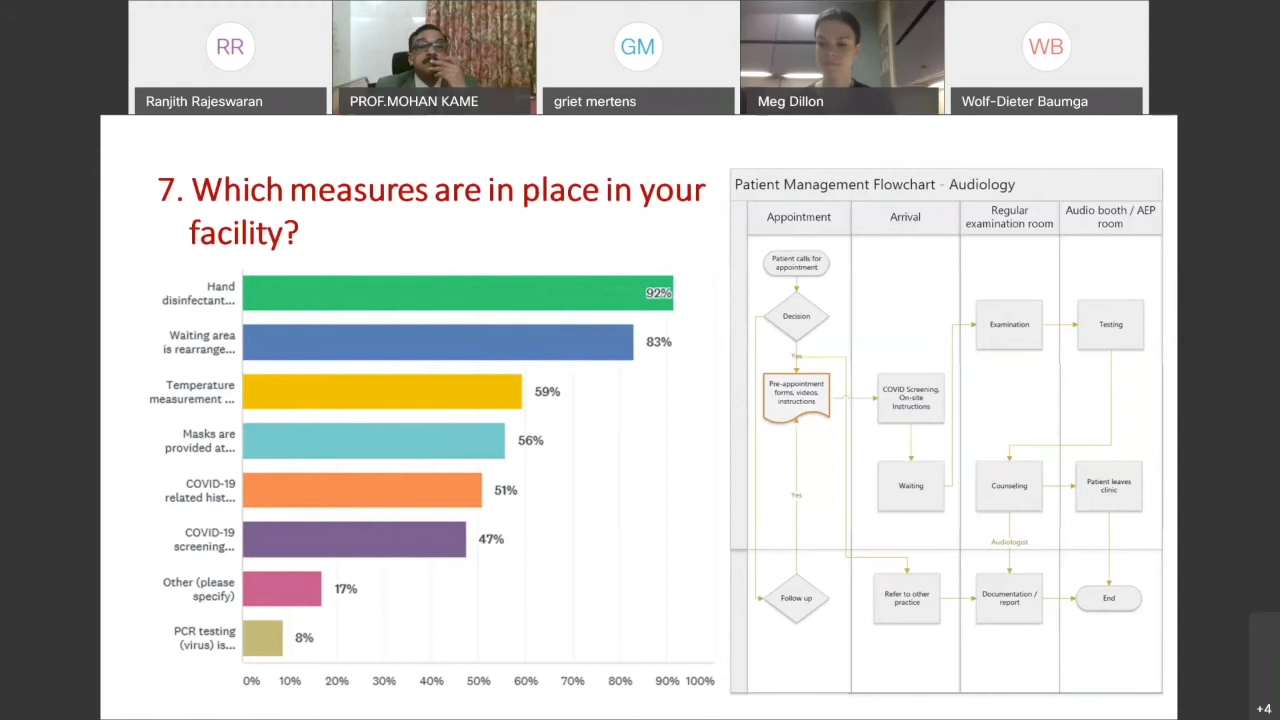 RR
GM
WB
Ranjith Rajeswaran
PROF.MOHAN KAME
griet mertens
Meg Dillon
Wolf-Dieter Baumga
7. Which measures are in place in your
facility?
Hand
disinfectant...
92%
Waiting area
is rearrange...
83%
Temperature
measurement ...
59%
Masks are
provided at...
56%
COVID-19
related hist...
51%
COVID-19
screening...
47%
Other (please
specify)
17%
PCR testing
(virus) is...
8%
0% 10% 20% 30% 40% 50% 60% 70% 80% 90% 100%
Patient Management Flowchart - Audiology
Appointment
Arrival
Regular
examination room
Audio booth / AEP
room
Patient calls for
appointment
Decision
Yes
Examination
Testing
Pre-appointment
forms, videos,
instructions
COVID Screening,
On-site
Instructions
Waiting
Counseling
Patient leaves
clinic
Yes
Audiologist
Follow up
Refer to other
practice
Documentation /
report
End
+4